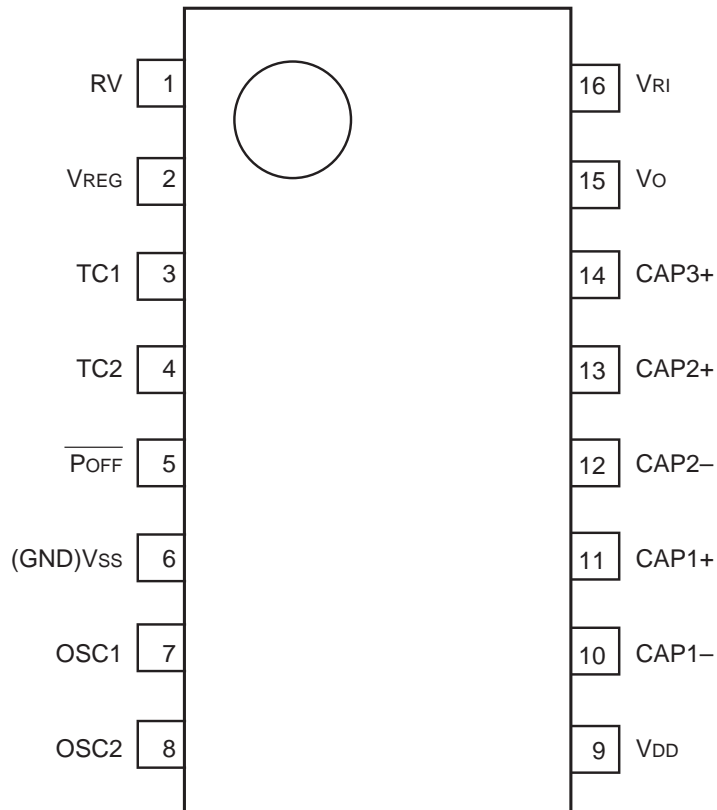 RV 1 16 VRI
VREG 2 15 VO
TC1 3 14 CAP3+
TC2 4 13 CAP2+
POFF 5 12 CAP2–
(GND)VSS 6 11 CAP1+
OSC1 7 10 CAP1–
OSC2 8 9 VDD